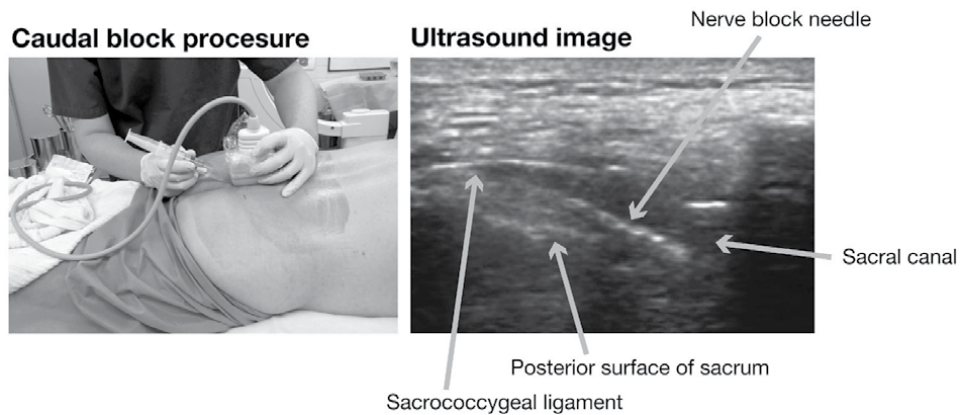 Caudal block procesure
Ultrasound image
Nerve block needle
Sacral canal
Posterior surface of sacrum
Sacrococcygeal ligament